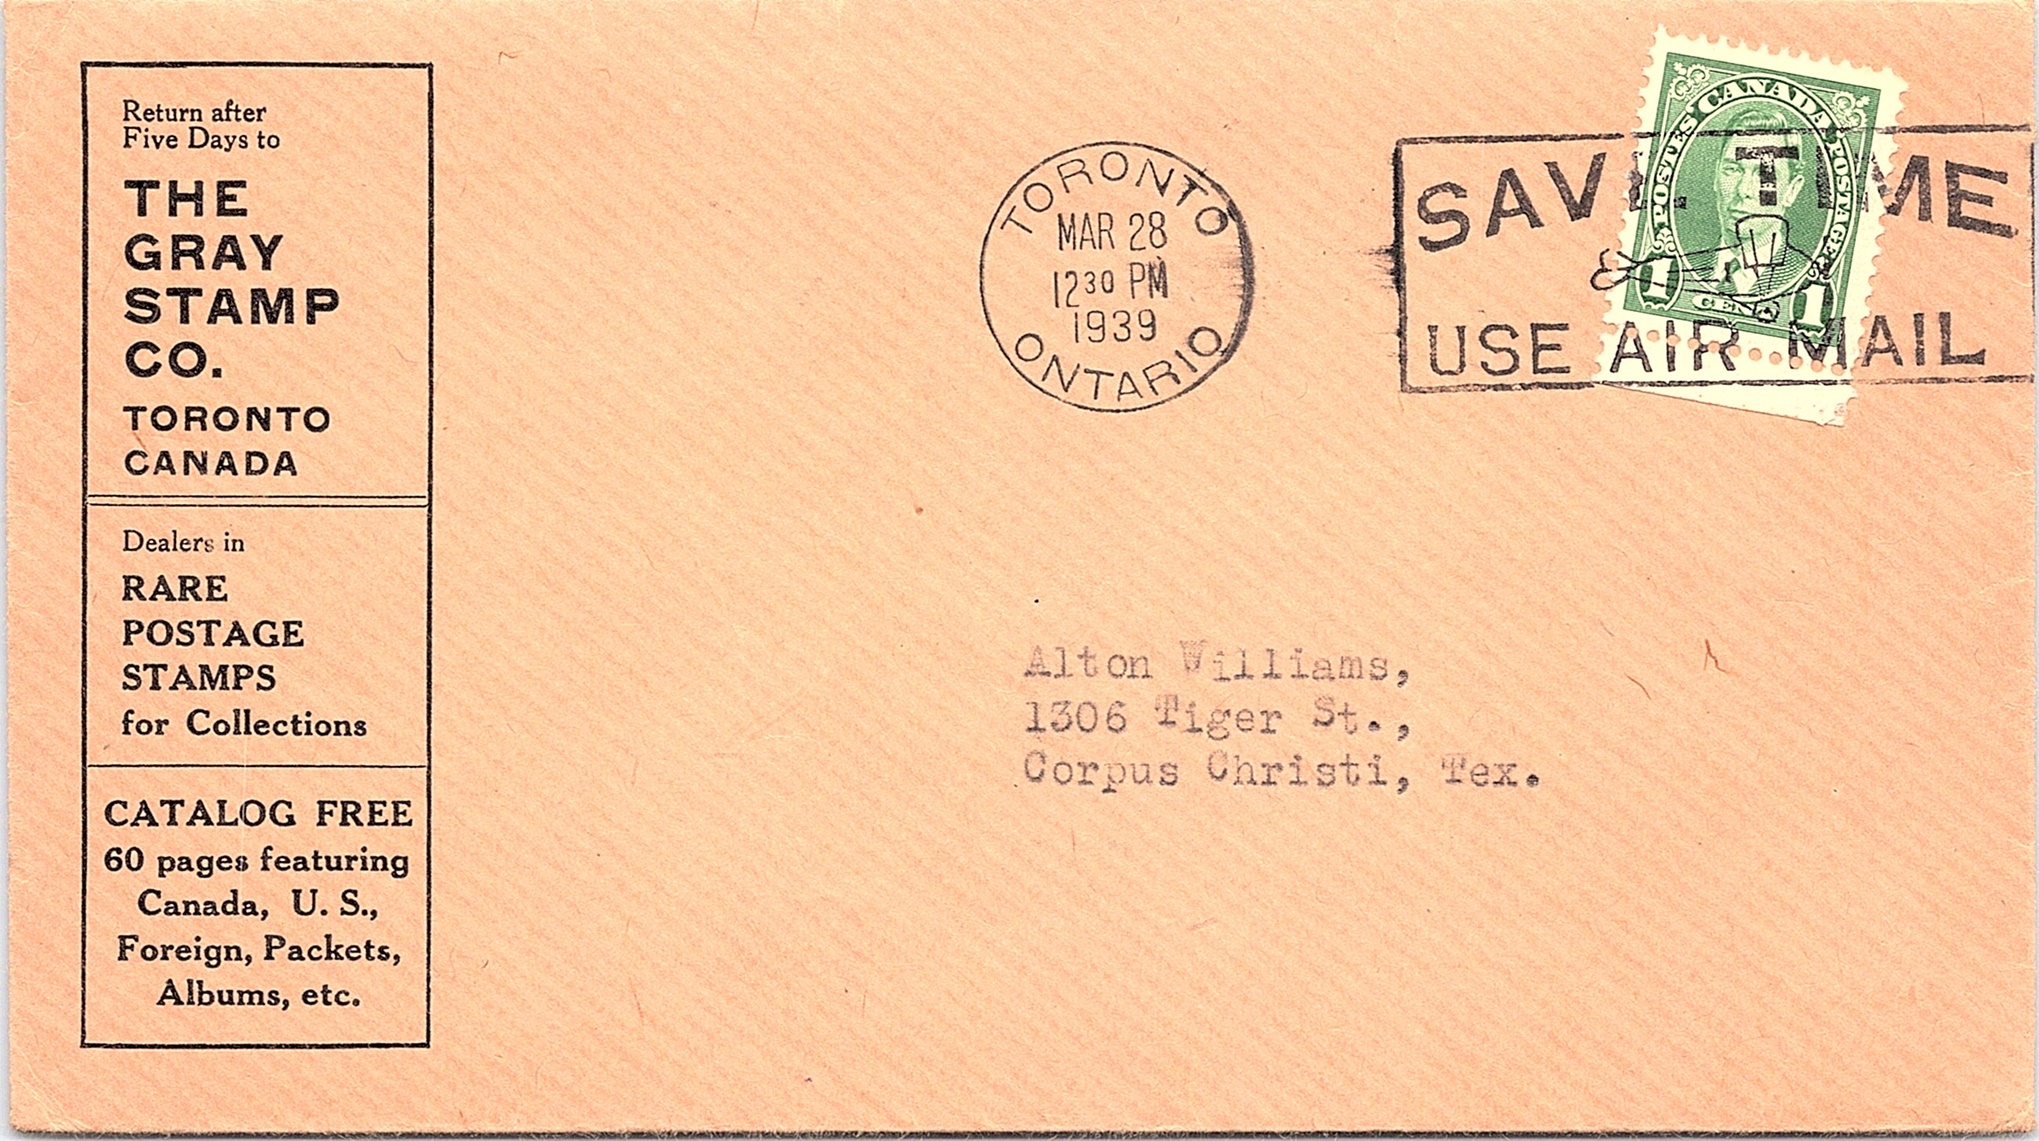 Return after
Five Days to
THE
GRAY
STAMP
CO.
TORONTO
CANADA
Dealers in
RARE
POSTAGE
STAMPS
for Collections
CATALOG FREE
60 pages featuring
Canada, U. S.,
Foreign, Packets,
Albums, etc.
TORONTO
MAR 28
12 30 PM
1939
ONTARIO
SAVE TIME
USE AIR MAIL
CANADA
POSTES POSTAGE
1 CENT 1
Alton Williams,
1306 Tiger St.,
Corpus Christi, Tex.